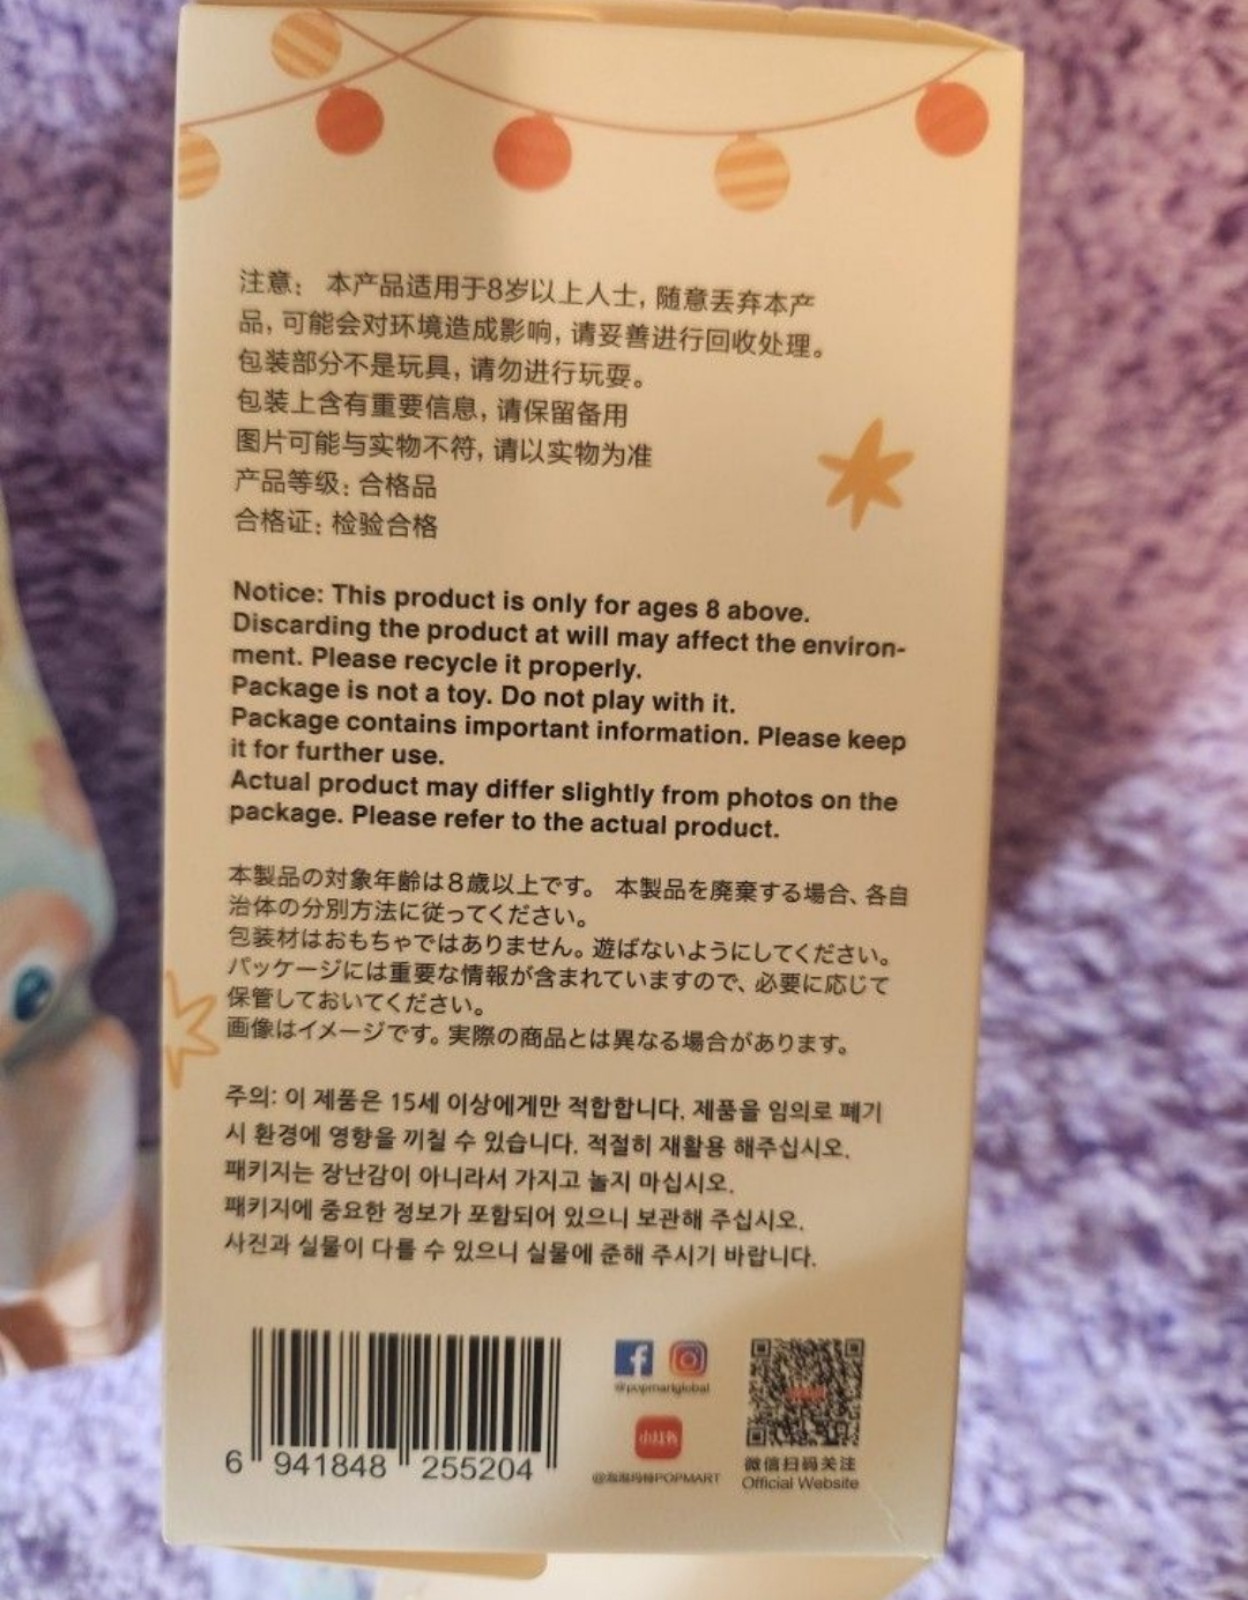 注意： 本产品适用于8岁以上人士, 随意丢弃本产
品, 可能会对环境造成影响, 请妥善进行回收处理。
包装部分不是玩具, 请勿进行玩耍。
包装上含有重要信息, 请保留备用
图片可能与实物不符, 请以实物为准
产品等级: 合格品
合格证: 检验合格
Notice: This product is only for ages 8 above.
Discarding the product at will may affect the environ-
ment. Please recycle it properly.
Package is not a toy. Do not play with it.
Package contains important information. Please keep
it for further use.
Actual product may differ slightly from photos on the
package. Please refer to the actual product.
本製品の対象年齢は8歳以上です。 本製品を廃棄する場合、各自
治体の分別方法に従ってください。
包装材はおもちゃではありません。遊ばないようにしてください。
パッケージには重要な情報が含まれていますので、必要に応じて
保管しておいてください。
画像はイメージです。実際の商品とは異なる場合があります。
주의: 이 제품은 15세 이상에게만 적합합니다. 제품을 임의로 폐기
시 환경에 영향을 끼칠 수 있습니다. 적절히 재활용 해주십시오.
패키지는 장난감이 아니라서 가지고 놀지 마십시오.
패키지에 중요한 정보가 포함되어 있으니 보관해 주십시오.
사진과 실물이 다를 수 있으니 실물에 준해 주시기 바랍니다.
6 941848 255204
@popmartglobal
小红书
@泡泡玛特POPMART
微信扫码关注
Official Website